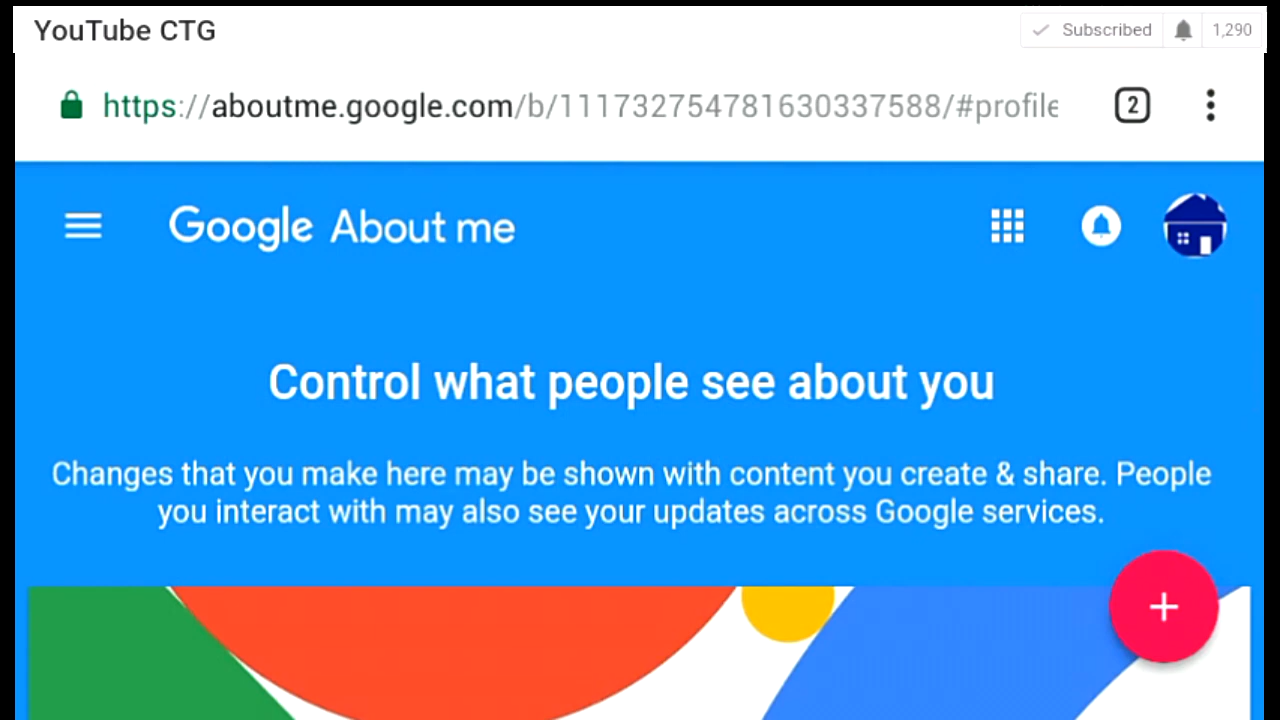 YouTube CTG
Subscribed 1,290
https://aboutme.google.com/b/111732754781630337588/#profile
2
Google About me
Control what people see about you
Changes that you make here may be shown with content you create & share. People
you interact with may also see your updates across Google services.